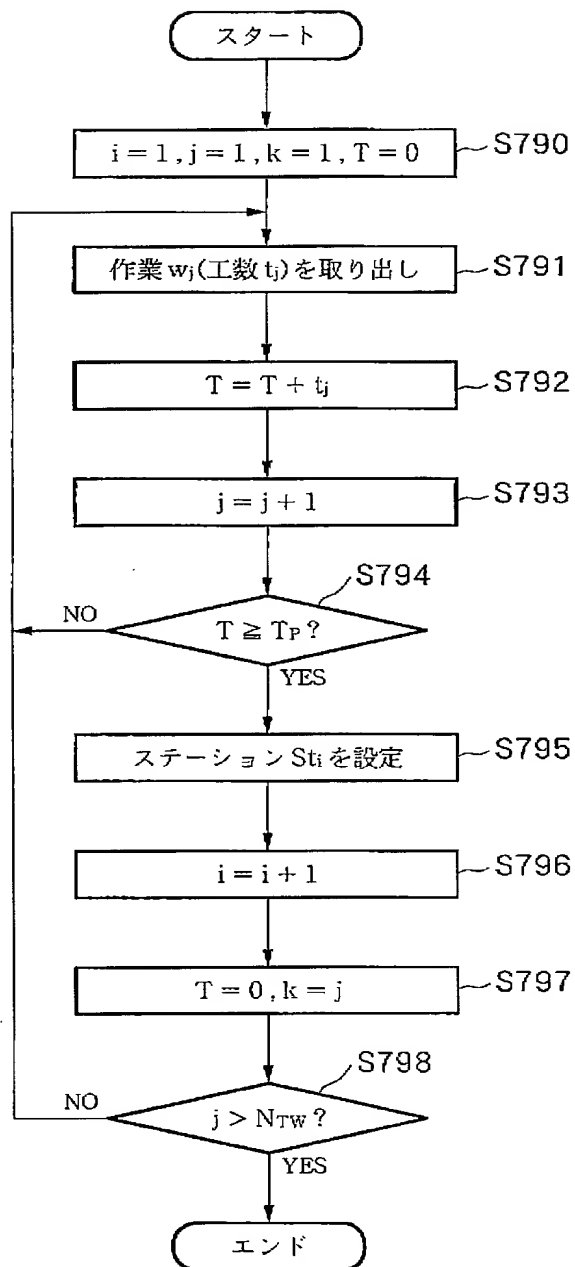 スタート
i = 1 , j = 1 , k = 1 , T = 0
S790
作業 wj(工数 tj)を取り出し
S791
T = T + tj
S792
j = j + 1
S793
S794
NO
T ≧ TP ?
YES
ステーション Sti を設定
S795
i = i + 1
S796
T = 0 , k = j
S797
S798
NO
j > NTW ?
YES
エンド